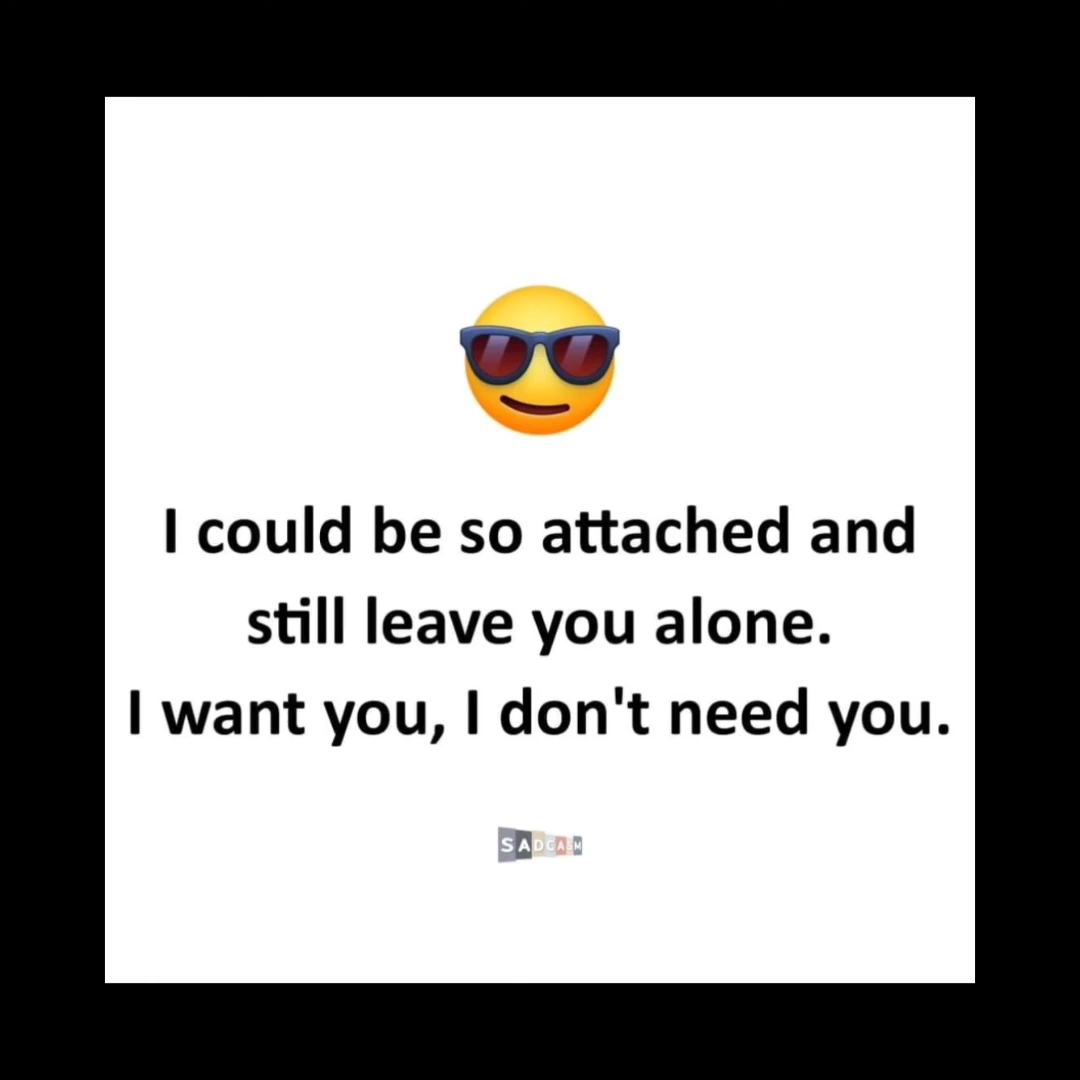 I could be so attached and
still leave you alone.
I want you, I don't need you.
SADCASM